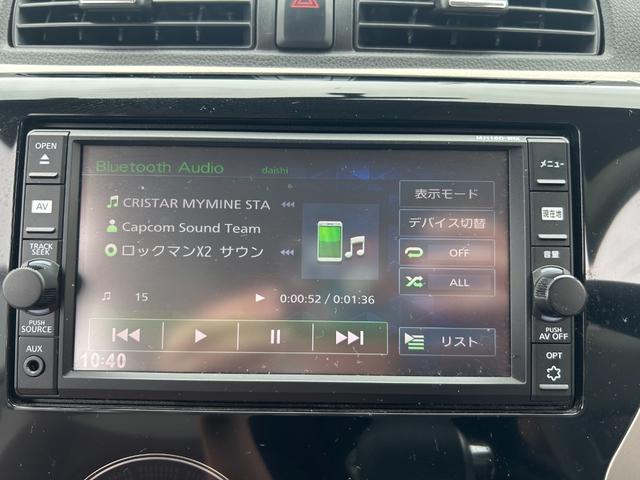 OPEN
AV
TRACK
SEEK
PUSH
SOURCE
AUX
Bluetooth Audio daishi
CRISTAR MYMINE STA
Capcom Sound Team
ロックマンX2 サウン
15 0:00:52 / 0:01:36
10:40
表示モード
デバイス切替
OFF
ALL
リスト
メニュー
現在地
音量
PUSH
AV OFF
OPT